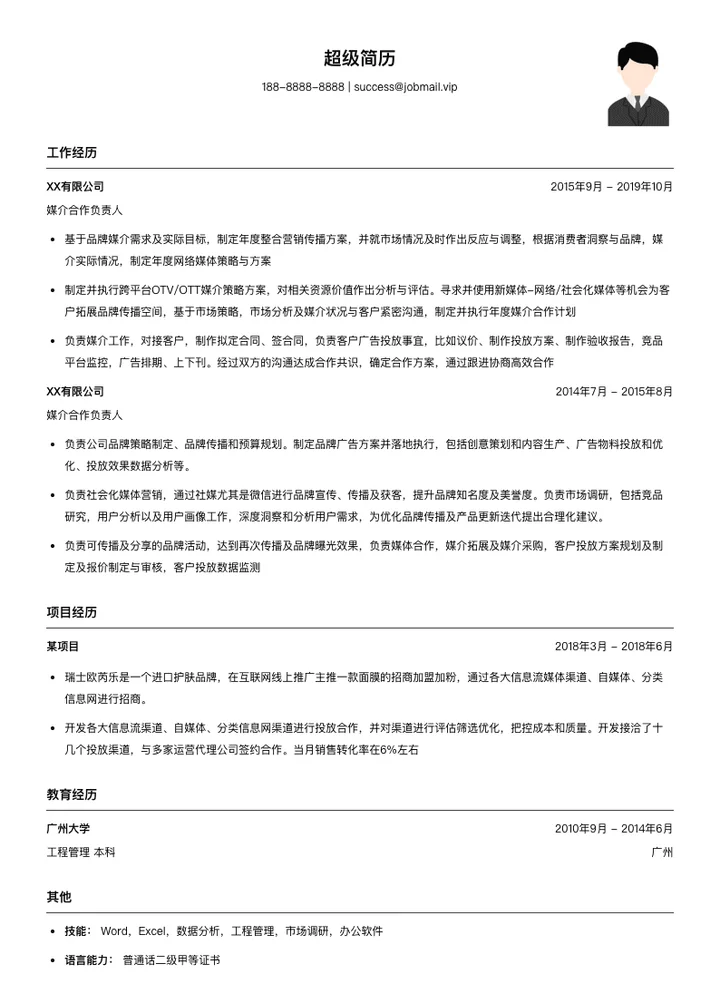 超级简历
188-8888-8888 | success@jobmail.vip
工作经历
XX有限公司 2015年9月 – 2019年10月
媒介合作负责人
• 基于品牌媒介需求及实际目标，制定年度整合营销传播方案，并就市场情况及时作出反应与调整，根据消费者洞察与品牌，媒
介实际情况，制定年度网络媒体策略与方案
• 制定并执行跨平台OTV/OTT媒介策略方案，对相关资源价值作出分析与评估。寻求并使用新媒体–网络/社会化媒体等机会为客
户拓展品牌传播空间，基于市场策略，市场分析及媒介状况与客户紧密沟通，制定并执行年度媒介合作计划
• 负责媒介工作，对接客户，制作拟定合同、签合同，负责客户广告投放事宜，比如议价、制作投放方案、制作验收报告，竞品
平台监控，广告排期、上下刊。经过双方的沟通达成合作共识，确定合作方案，通过跟进协商高效合作
XX有限公司 2014年7月 – 2015年8月
媒介合作负责人
• 负责公司品牌策略制定、品牌传播和预算规划。制定品牌广告方案并落地执行，包括创意策划和内容生产、广告物料投放和优
化、投放效果数据分析等。
• 负责社会化媒体营销，通过社媒尤其是微信进行品牌宣传、传播及获客，提升品牌知名度及美誉度。负责市场调研，包括竞品
研究，用户分析以及用户画像工作，深度洞察和分析用户需求，为优化品牌传播及产品更新迭代提出合理化建议。
• 负责可传播及分享的品牌活动，达到再次传播及品牌曝光效果，负责媒体合作，媒介拓展及媒介采购，客户投放方案规划及制
定及报价制定与审核，客户投放数据监测
项目经历
某项目 2018年3月 – 2018年6月
• 瑞士欧芮乐是一个进口护肤品牌，在互联网线上推广主推一款面膜的招商加盟加粉，通过各大信息流媒体渠道、自媒体、分类
信息网进行招商。
• 开发各大信息流渠道、自媒体、分类信息网渠道进行投放合作，并对渠道进行评估筛选优化，把控成本和质量。开发接洽了十
几个投放渠道，与多家运营代理公司签约合作。当月销售转化率在6%左右
教育经历
广州大学 2010年9月 – 2014年6月
工程管理 本科 广州
其他
• 技能： Word，Excel，数据分析，工程管理，市场调研，办公软件
• 语言能力： 普通话二级甲等证书